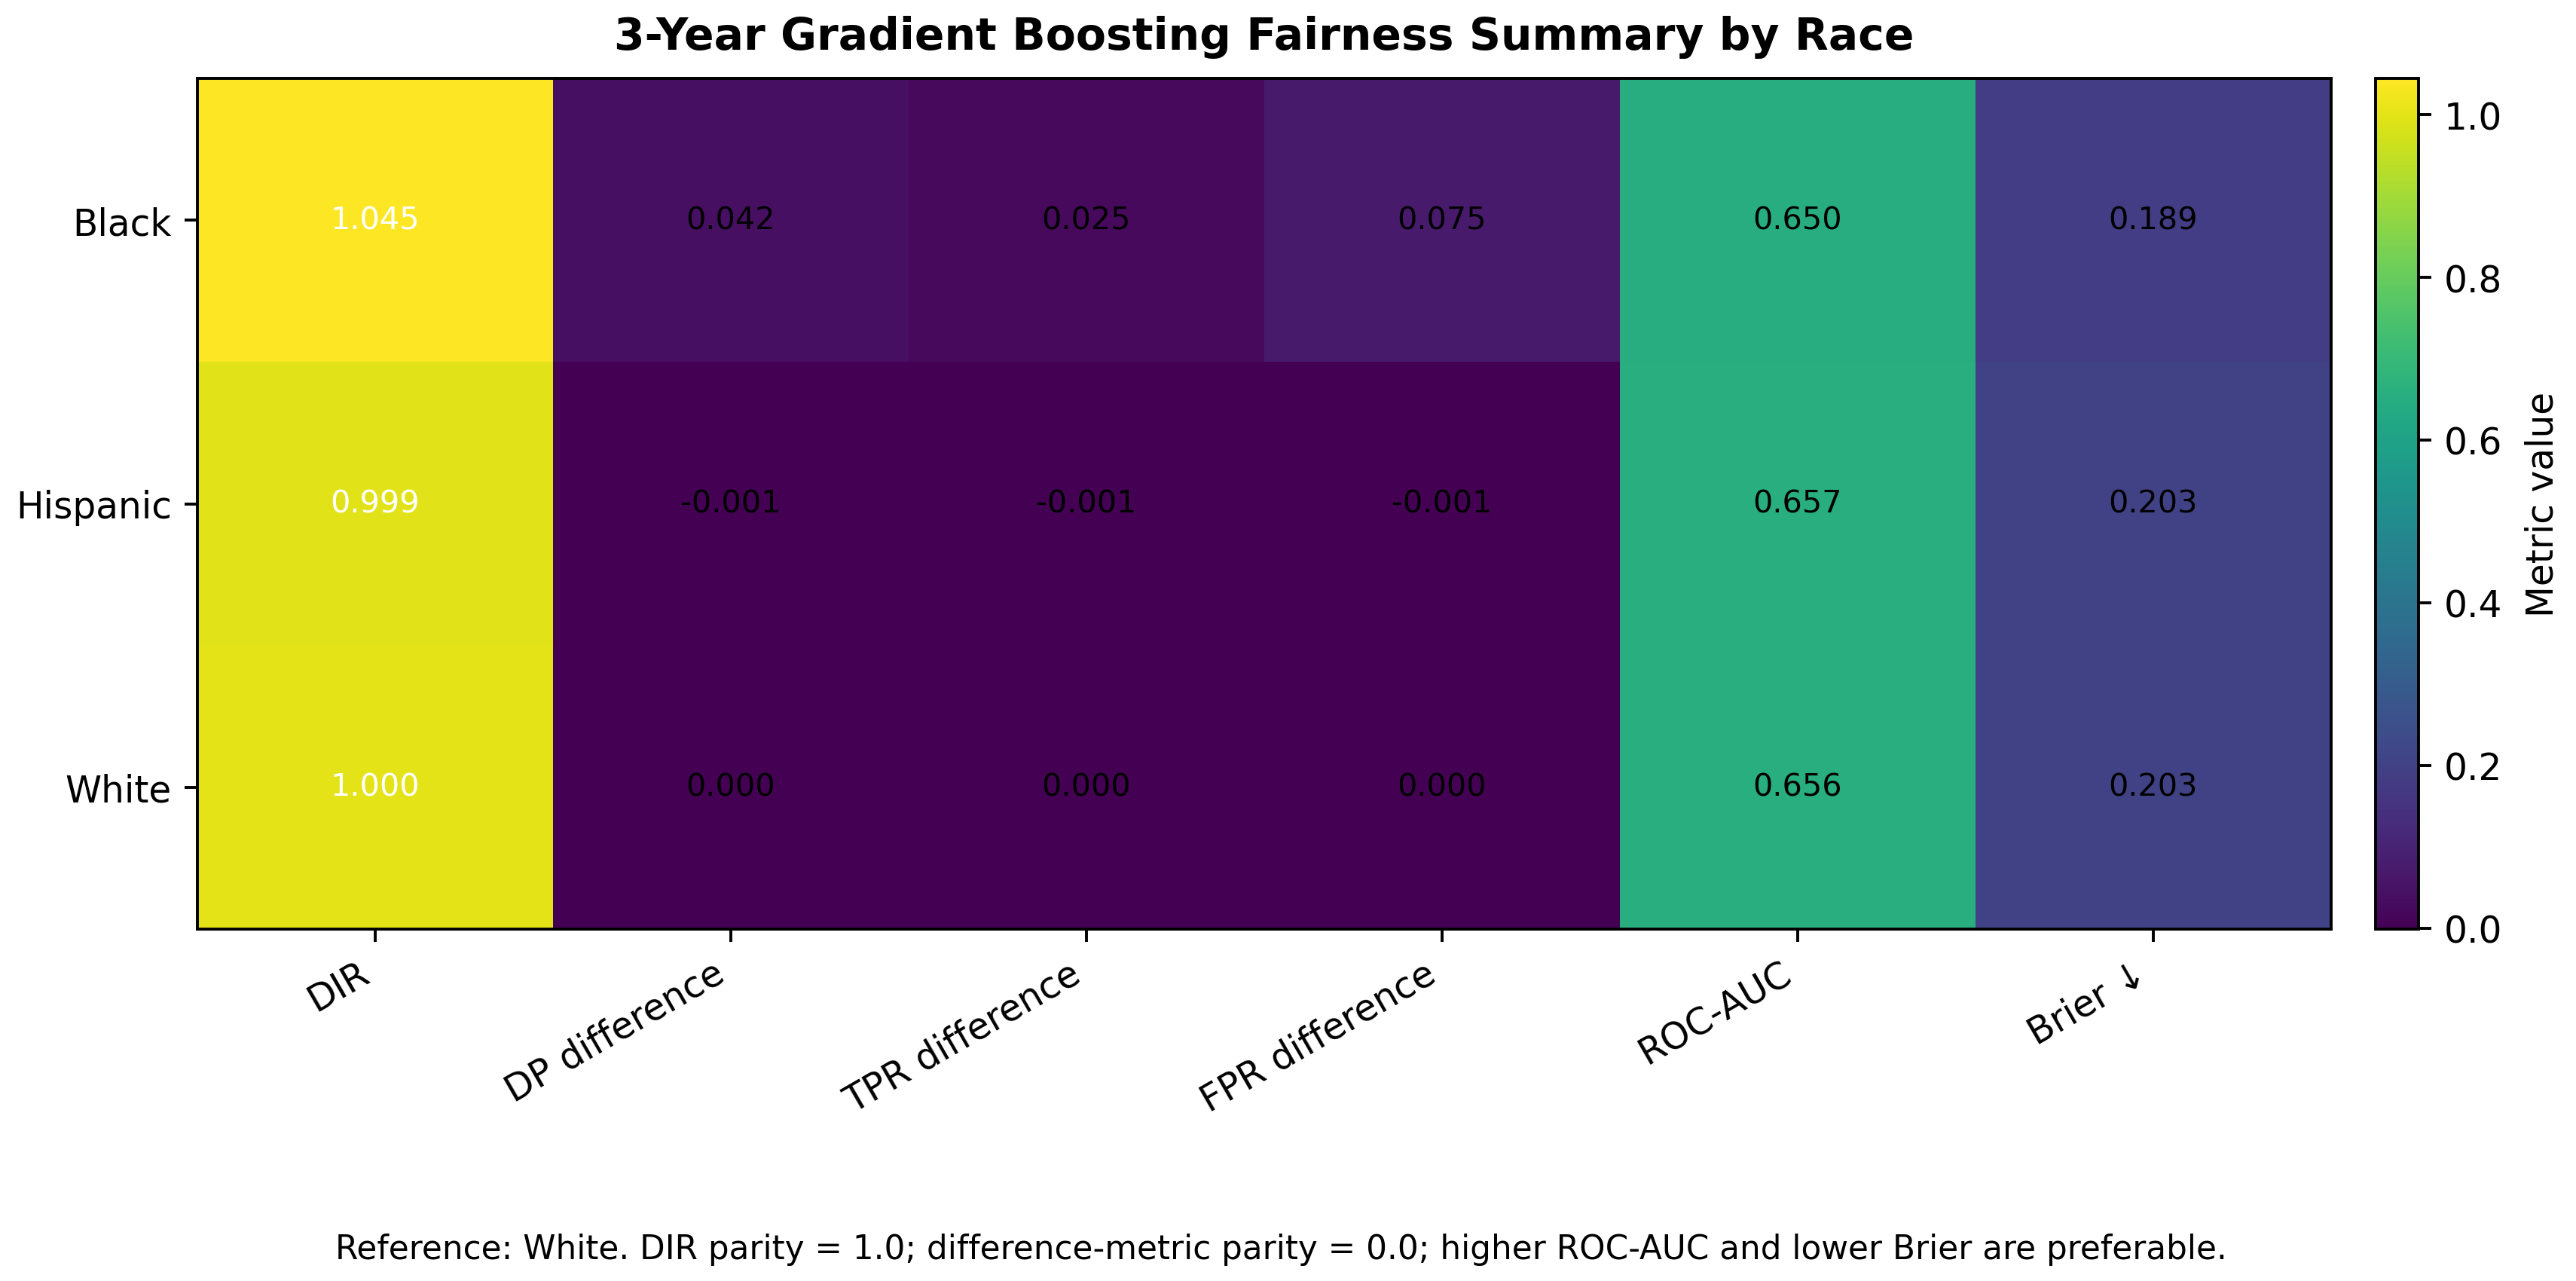 3-Year Gradient Boosting Fairness Summary by Race
Black 1.045 0.042 0.025 0.075 0.650 0.189
Hispanic 0.999 -0.001 -0.001 -0.001 0.657 0.203
White 1.000 0.000 0.000 0.000 0.656 0.203
DIR DP difference TPR difference FPR difference ROC-AUC Brier ↓
1.0
0.8
0.6
0.4
0.2
0.0
Metric value
Reference: White. DIR parity = 1.0; difference-metric parity = 0.0; higher ROC-AUC and lower Brier are preferable.